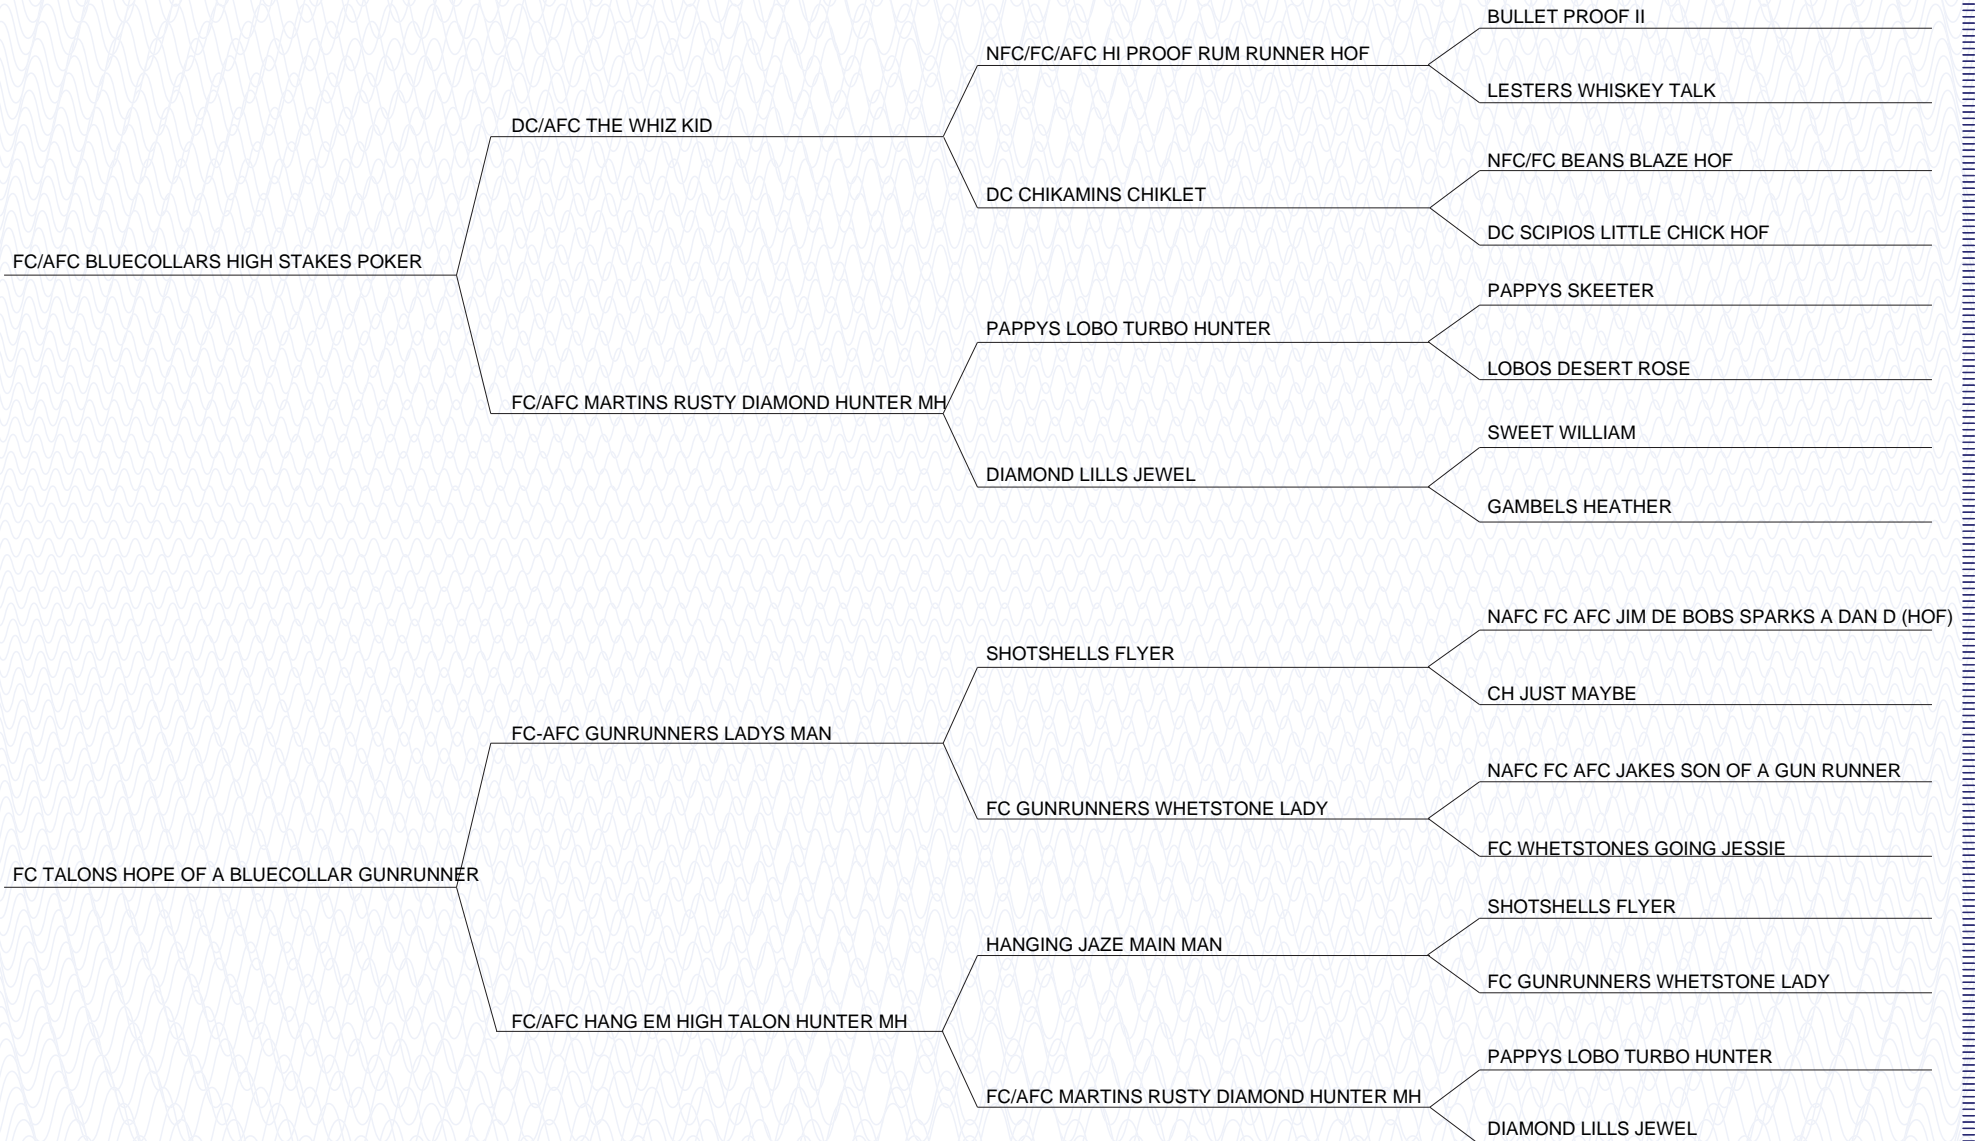 BULLET PROOF II
NFC/FC/AFC HI PROOF RUM RUNNER HOF
LESTERS WHISKEY TALK
DC/AFC THE WHIZ KID
NFC/FC BEANS BLAZE HOF
DC CHIKAMINS CHIKLET
DC SCIPIOS LITTLE CHICK HOF
FC/AFC BLUECOLLARS HIGH STAKES POKER
PAPPYS SKEETER
PAPPYS LOBO TURBO HUNTER
LOBOS DESERT ROSE
FC/AFC MARTINS RUSTY DIAMOND HUNTER MH
SWEET WILLIAM
DIAMOND LILLS JEWEL
GAMBELS HEATHER
NAFC FC AFC JIM DE BOBS SPARKS A DAN D (HOF)
SHOTSHELLS FLYER
CH JUST MAYBE
FC-AFC GUNRUNNERS LADYS MAN
NAFC FC AFC JAKES SON OF A GUN RUNNER
FC GUNRUNNERS WHETSTONE LADY
FC WHETSTONES GOING JESSIE
FC TALONS HOPE OF A BLUECOLLAR GUNRUNNER
SHOTSHELLS FLYER
HANGING JAZE MAIN MAN
FC GUNRUNNERS WHETSTONE LADY
FC/AFC HANG EM HIGH TALON HUNTER MH
PAPPYS LOBO TURBO HUNTER
FC/AFC MARTINS RUSTY DIAMOND HUNTER MH
DIAMOND LILLS JEWEL